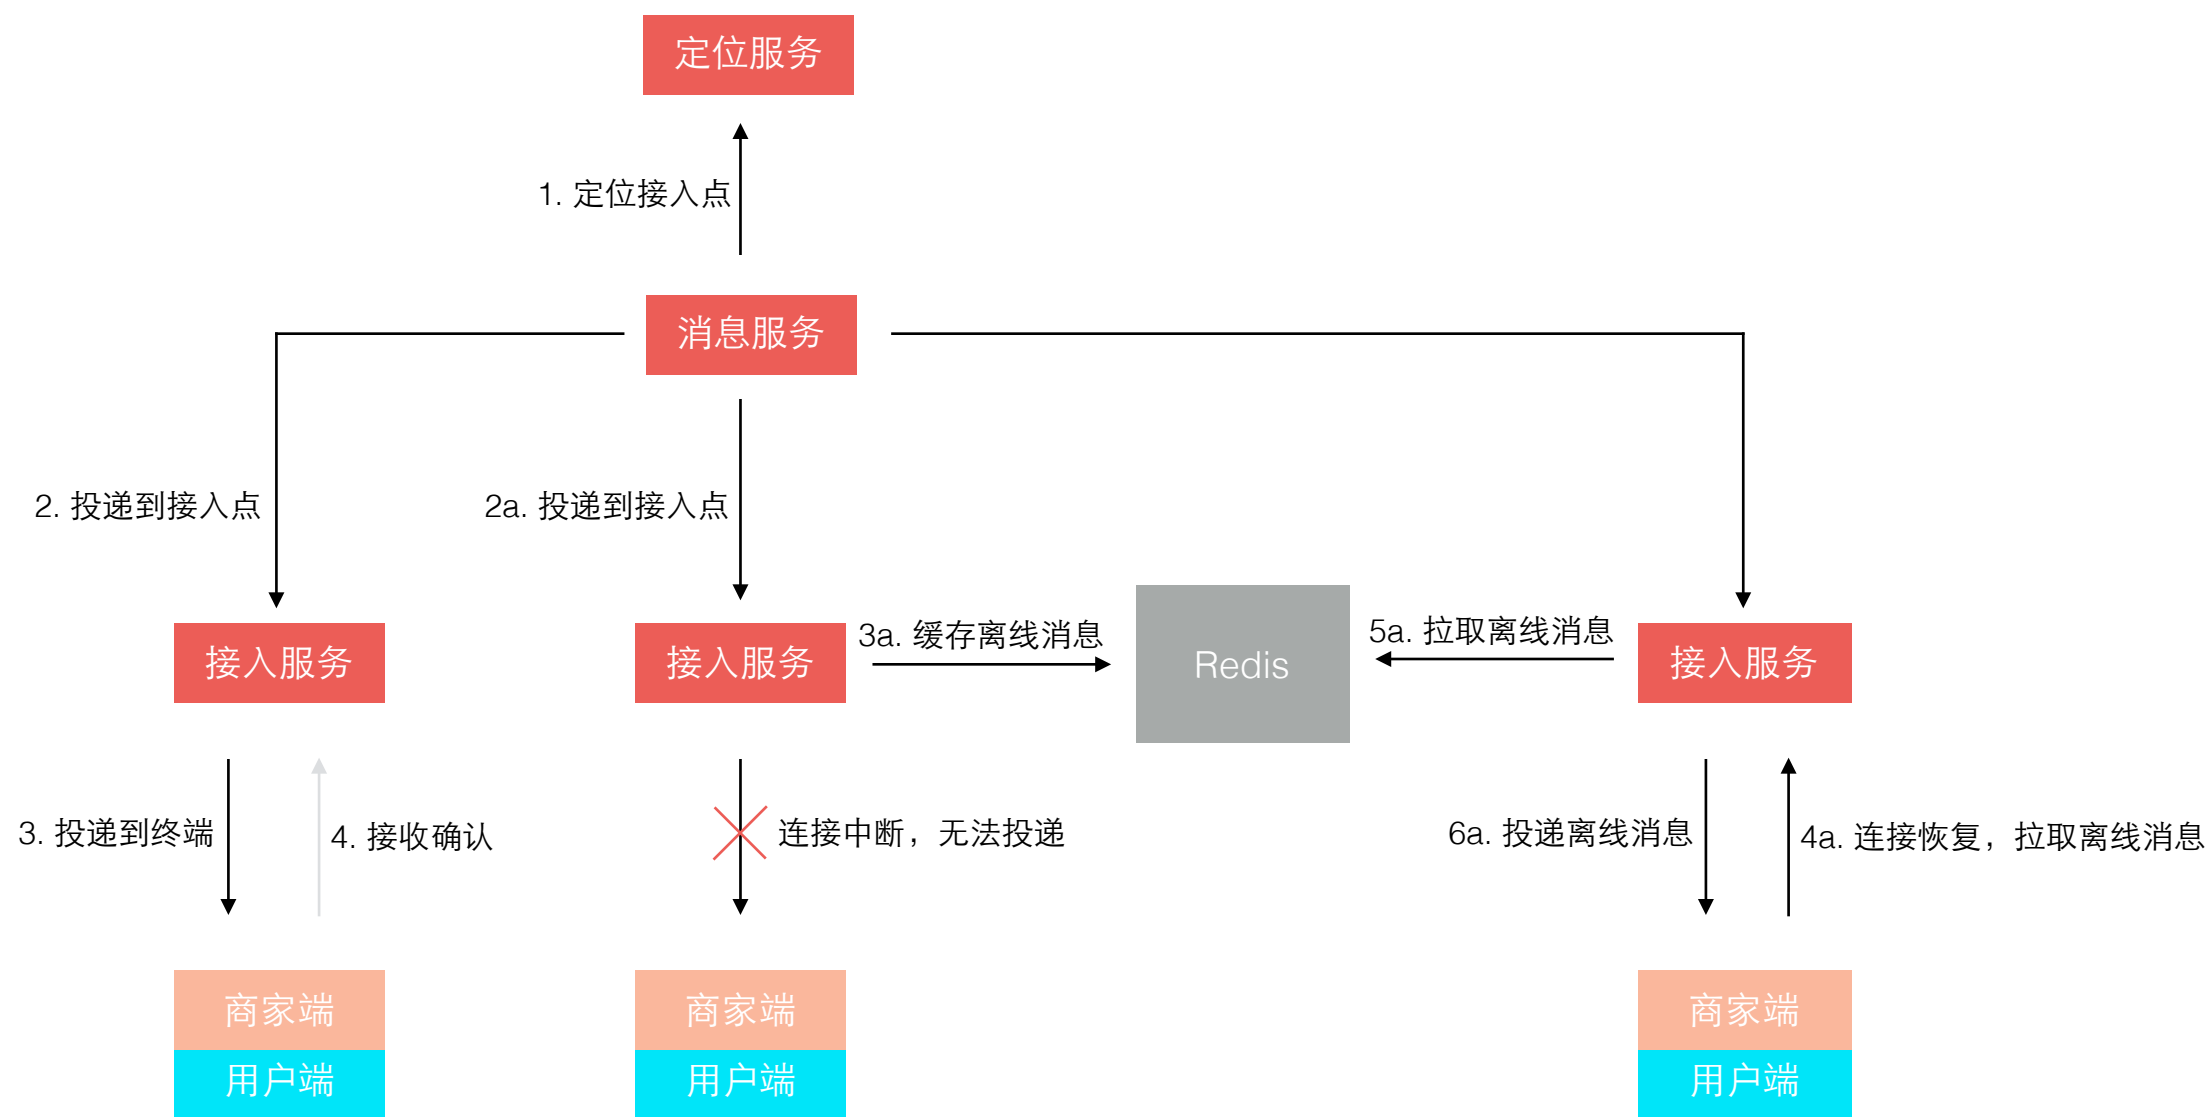 定位服务
1. 定位接入点
消息服务
2. 投递到接入点
2a. 投递到接入点
接入服务
接入服务
3a. 缓存离线消息
Redis
5a. 拉取离线消息
接入服务
3. 投递到终端
4. 接收确认
连接中断，无法投递
6a. 投递离线消息
4a. 连接恢复，拉取离线消息
商家端
用户端
商家端
用户端
商家端
用户端